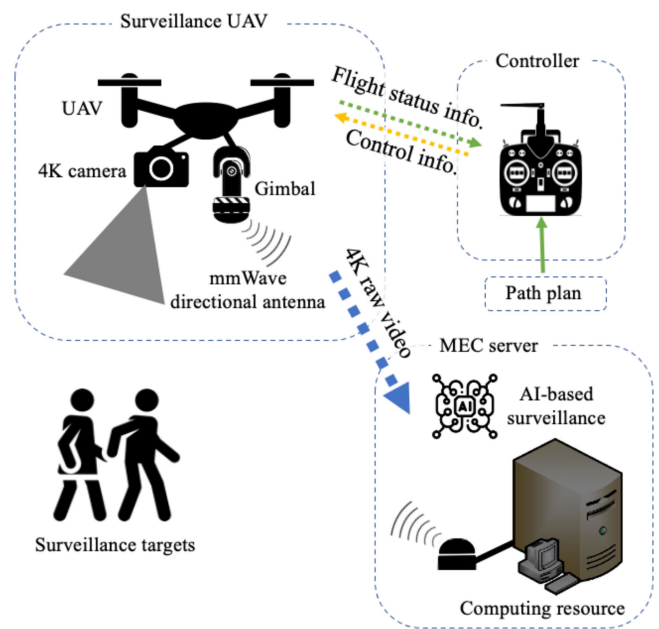 Surveillance UAV
Controller
UAV
Flight status info.
Control info.
4K camera
Gimbal
mmWave
directional antenna
4K raw video
Path plan
MEC server
AI-based
surveillance
AI
Surveillance targets
Computing resource